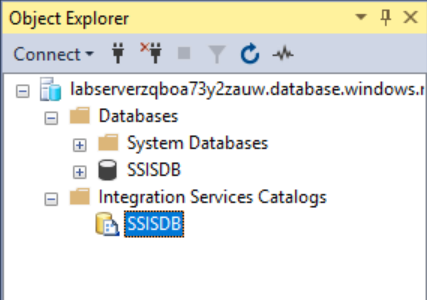 Object Explorer
Connect
labserverzqboa73y2zauw.database.windows.
Databases
System Databases
SSISDB
Integration Services Catalogs
SSISDB